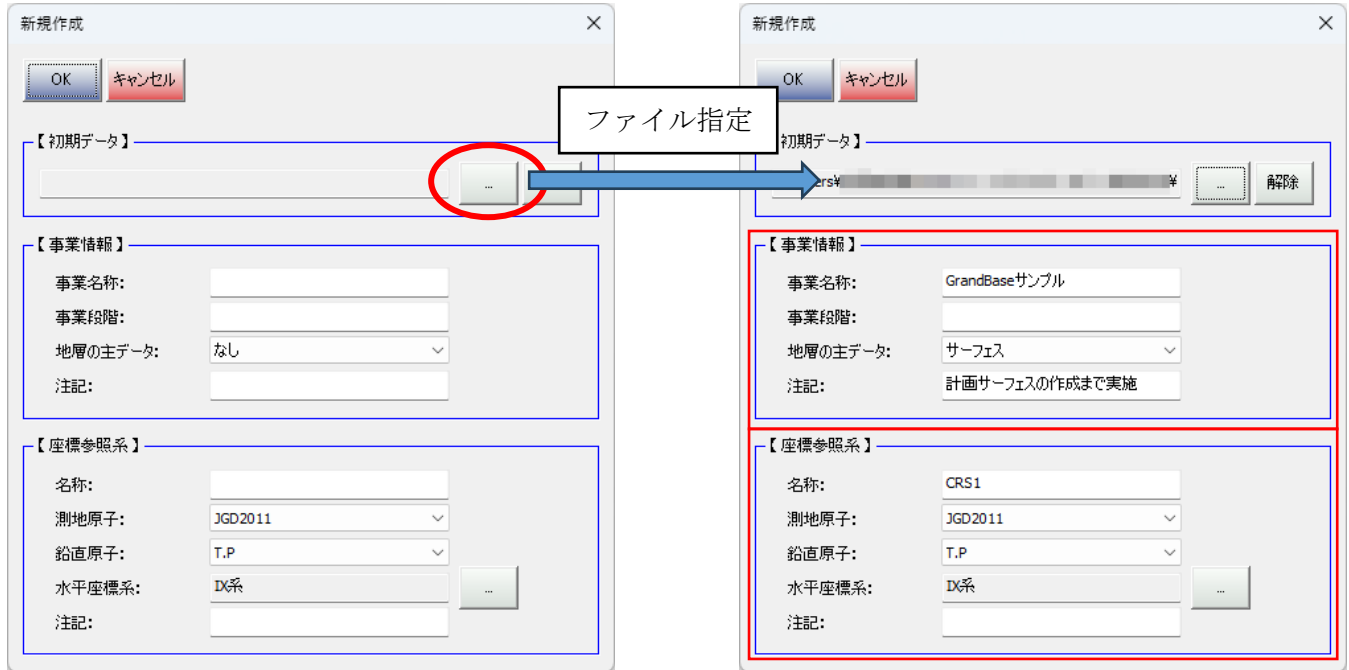 新規作成
OK キャンセル
【初期データ】
...
【事業情報】
事業名称:
事業段階:
地層の主データ: なし
注記:
【座標参照系】
名称:
測地原子: JGD2011
鉛直原子: T.P
水平座標系: IX系 ...
注記:
ファイル指定
新規作成
OK キャンセル
初期データ】
ers¥ ¥ ... 解除
【事業情報】
事業名称: GrandBaseサンプル
事業段階:
地層の主データ: サーフェス
注記: 計画サーフェスの作成まで実施
【座標参照系】
名称: CRS1
測地原子: JGD2011
鉛直原子: T.P
水平座標系: IX系 ...
注記: